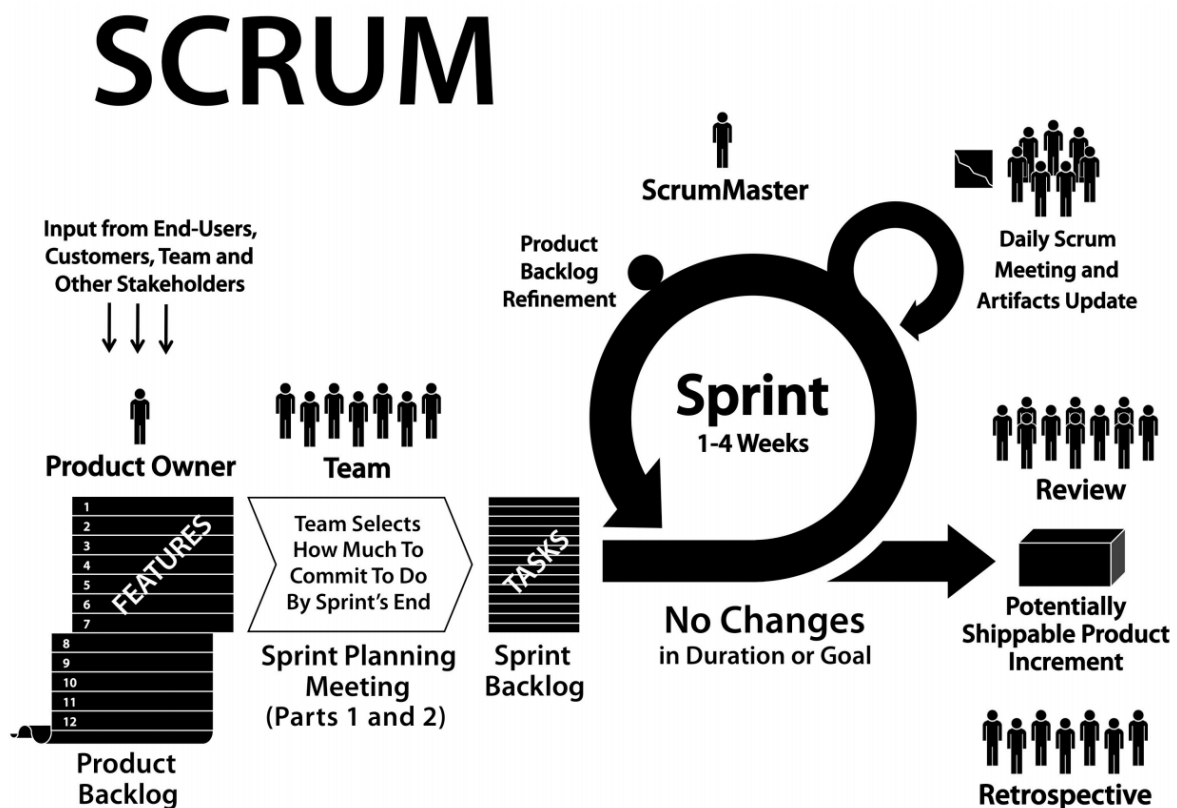 SCRUM
Input from End-Users,
Customers, Team and
Other Stakeholders
Product Owner
Team
1
2
3
4
5
6
7
FEATURES
8
9
10
11
12
Product
Backlog
Team Selects
How Much To
Commit To Do
By Sprint's End
Sprint Planning
Meeting
(Parts 1 and 2)
TASKS
Sprint
Backlog
ScrumMaster
Product
Backlog
Refinement
Sprint
1-4 Weeks
No Changes
in Duration or Goal
Daily Scrum
Meeting and
Artifacts Update
Review
Potentially
Shippable Product
Increment
Retrospective